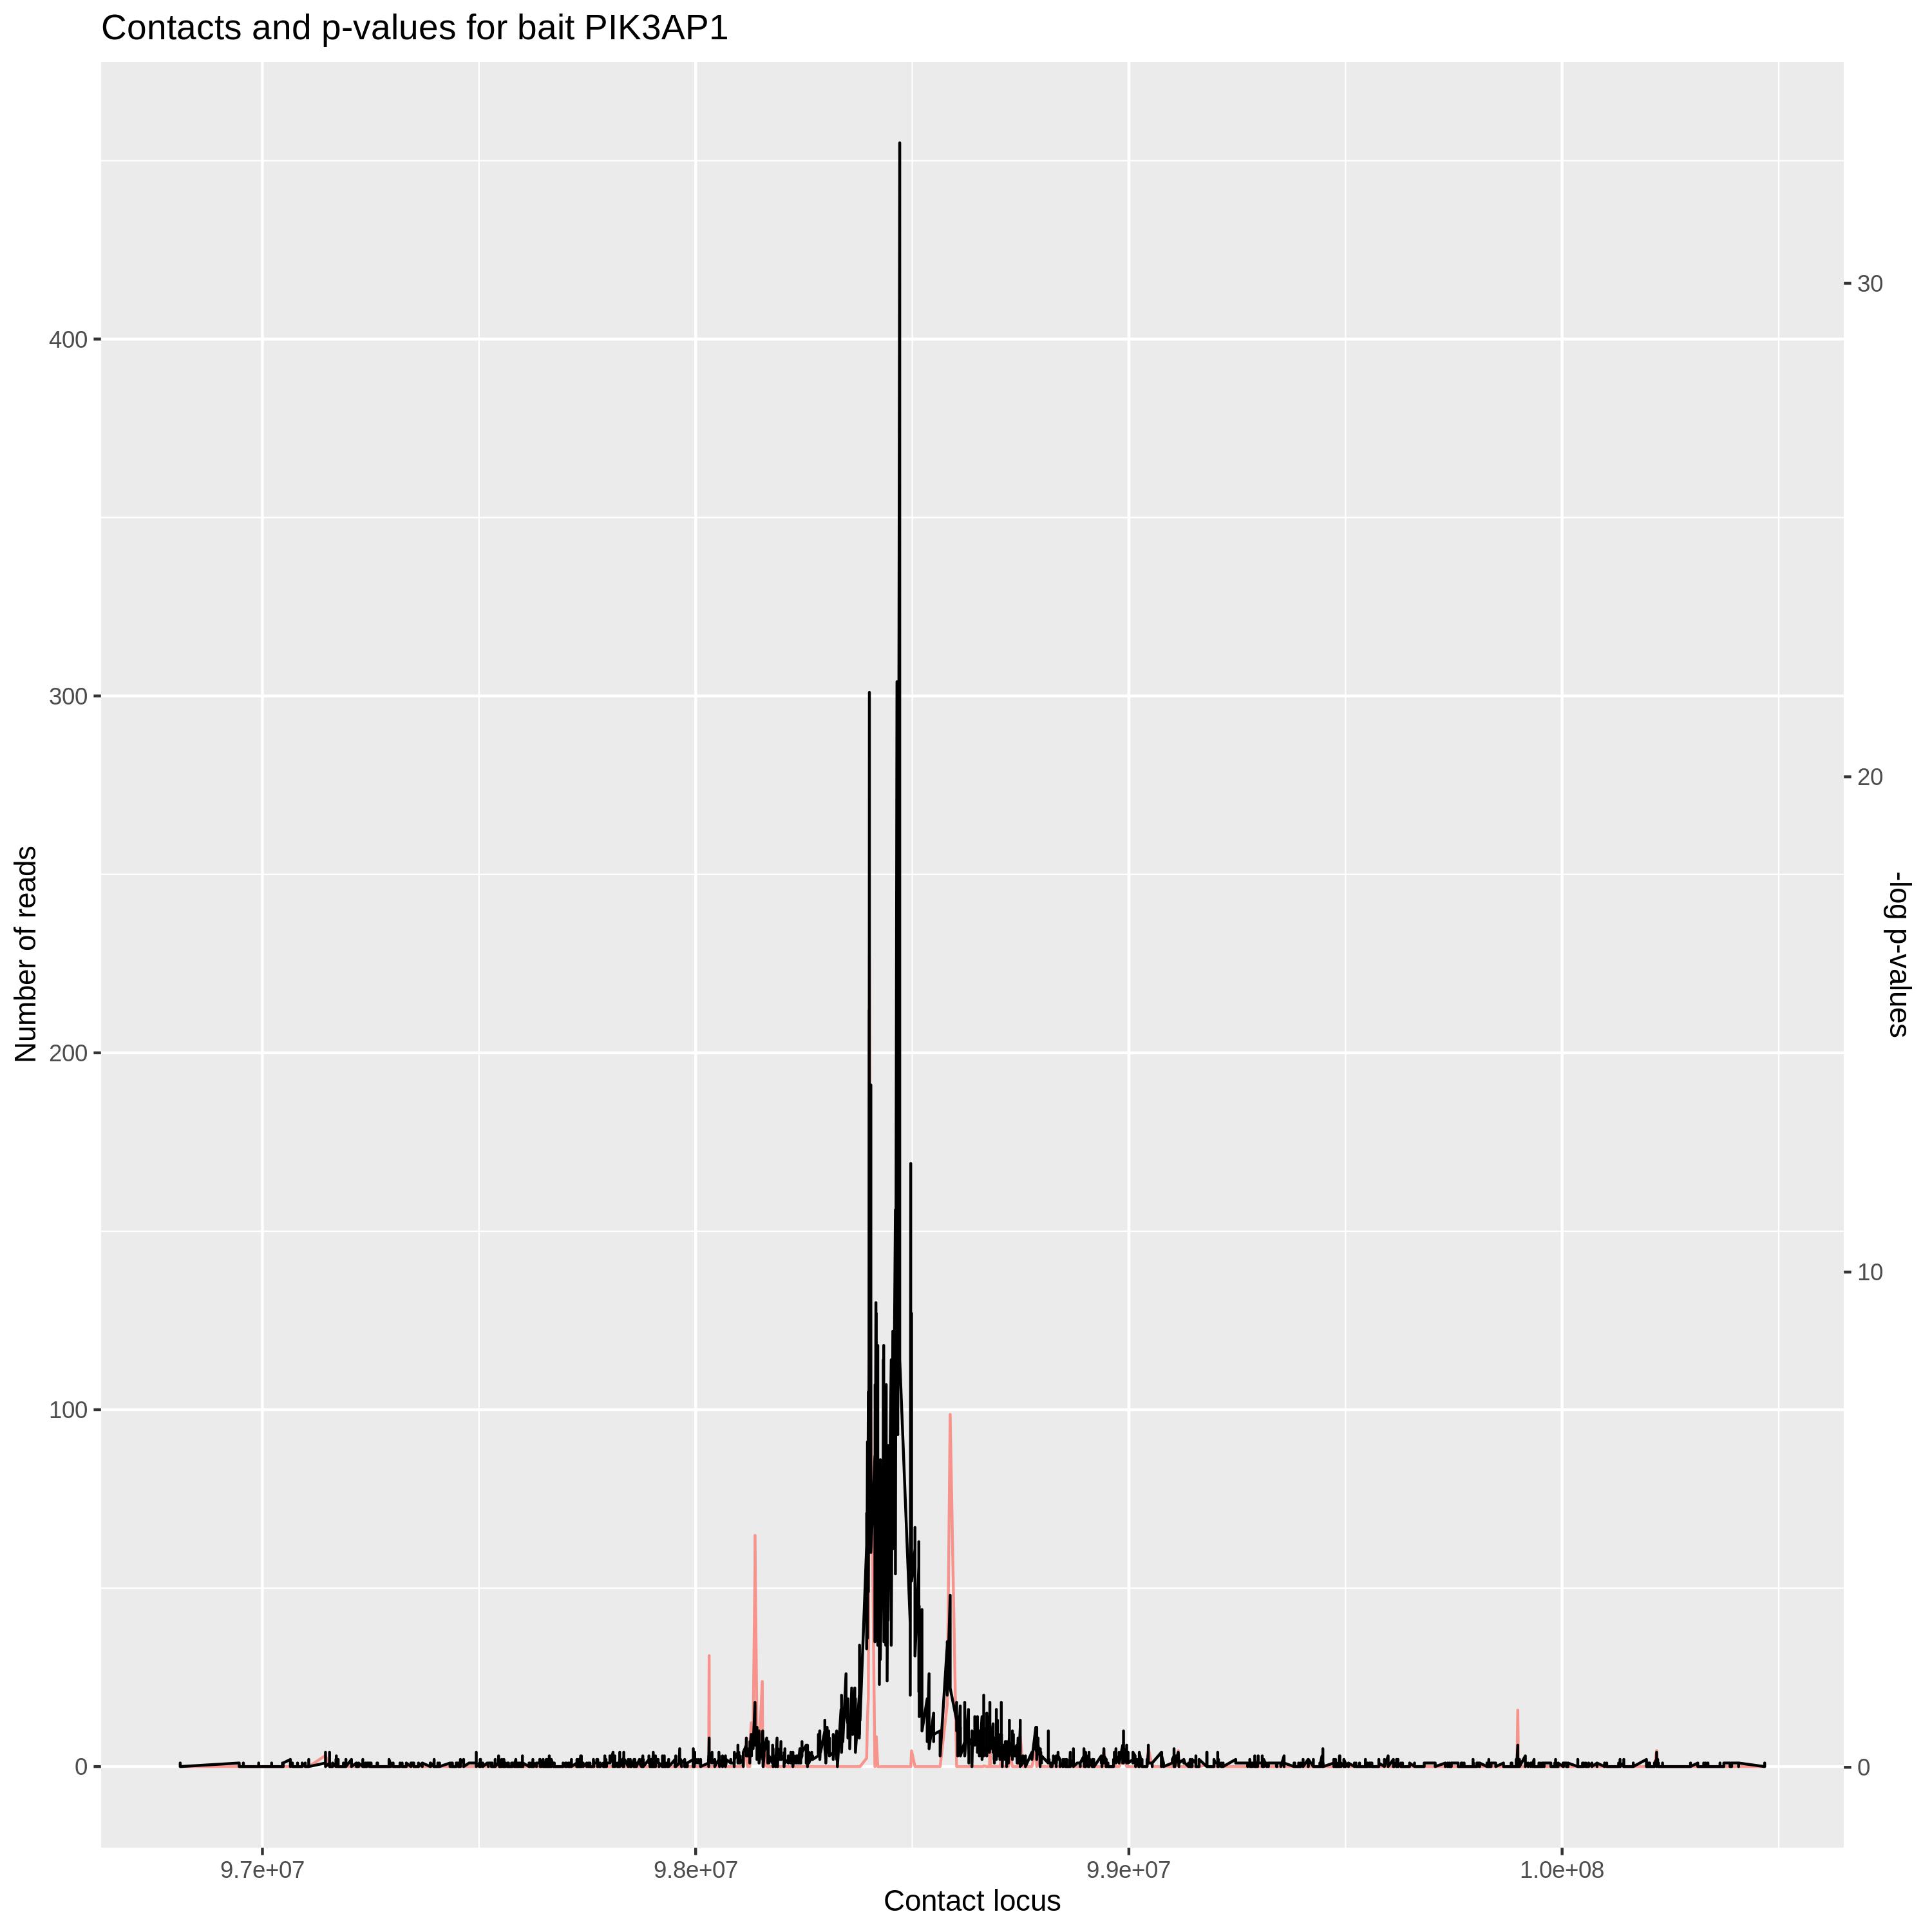 Contacts and p-values for bait PIK3AP1
Number of reads
400
300
200
100
0
30
20
10
0
-log p-values
9.7e+07
9.8e+07
9.9e+07
1.0e+08
Contact locus